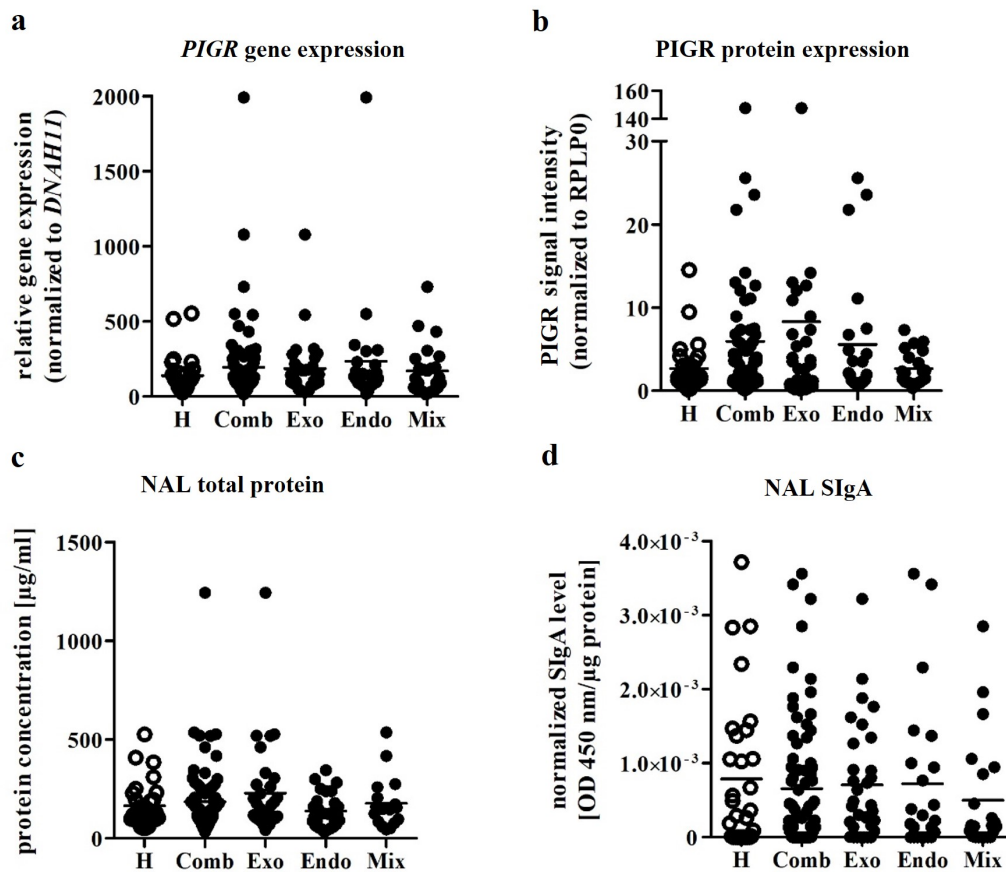 a
PIGR gene expression
relative gene expression
(normalized to DNAH11)
2000
1500
1000
500
0
H Comb Exo Endo Mix
b
PIGR protein expression
PIGR signal intensity
(normalized to RPLP0)
160
140
30
20
10
0
H Comb Exo Endo Mix
c
NAL total protein
protein concentration [µg/ml]
1500
1000
500
0
H Comb Exo Endo Mix
d
NAL SIgA
normalized SIgA level
[OD 450 nm/µg protein]
4.0×10⁻³
3.0×10⁻³
2.0×10⁻³
1.0×10⁻³
0
H Comb Exo Endo Mix